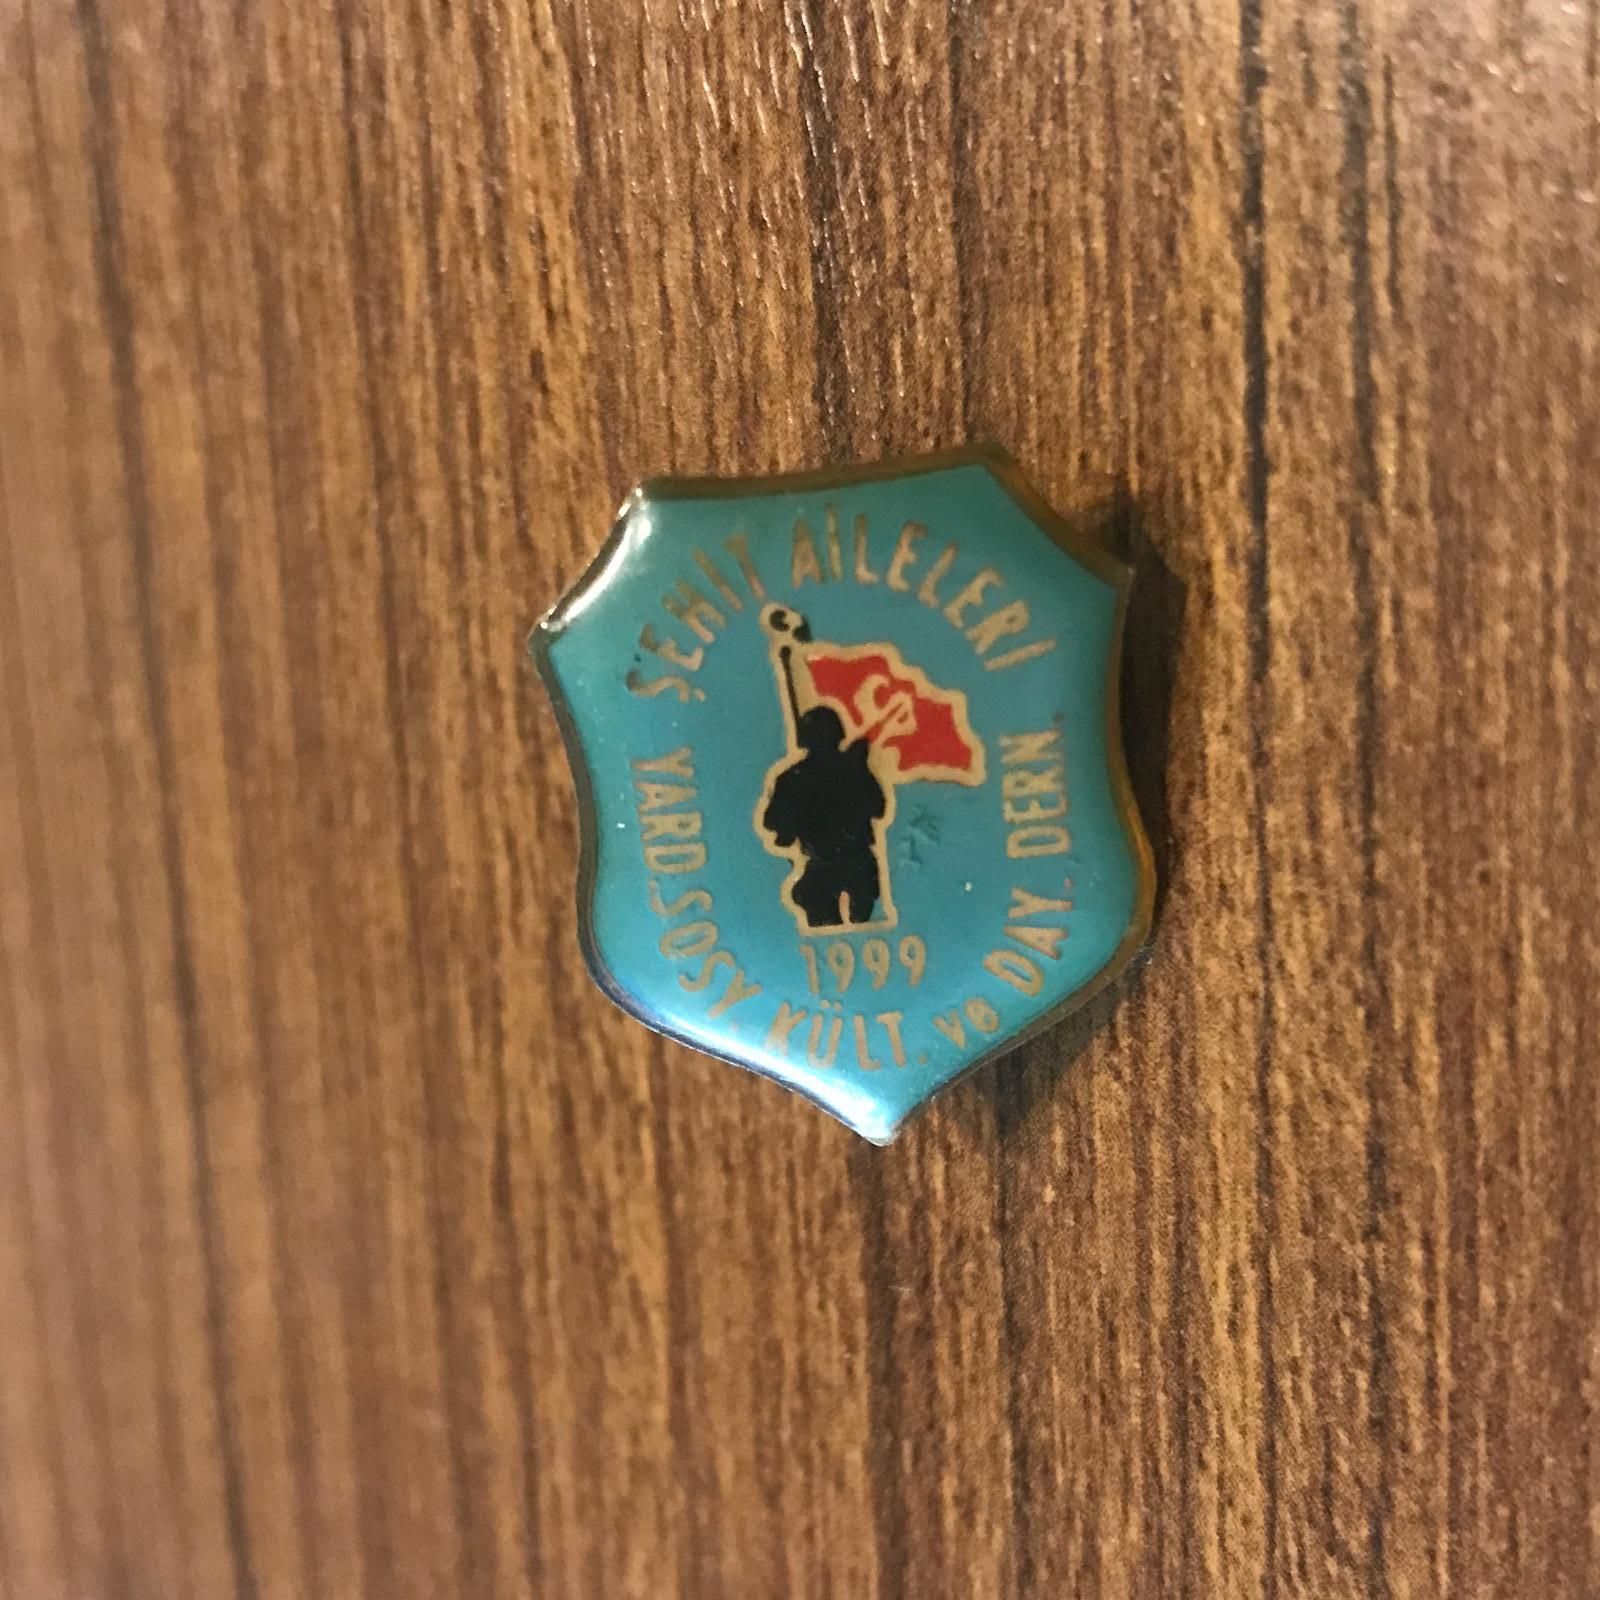 ŞEHİT AİLELERİ
YARD.SOSY. KÜLT. ve DAY. DERN.
1999